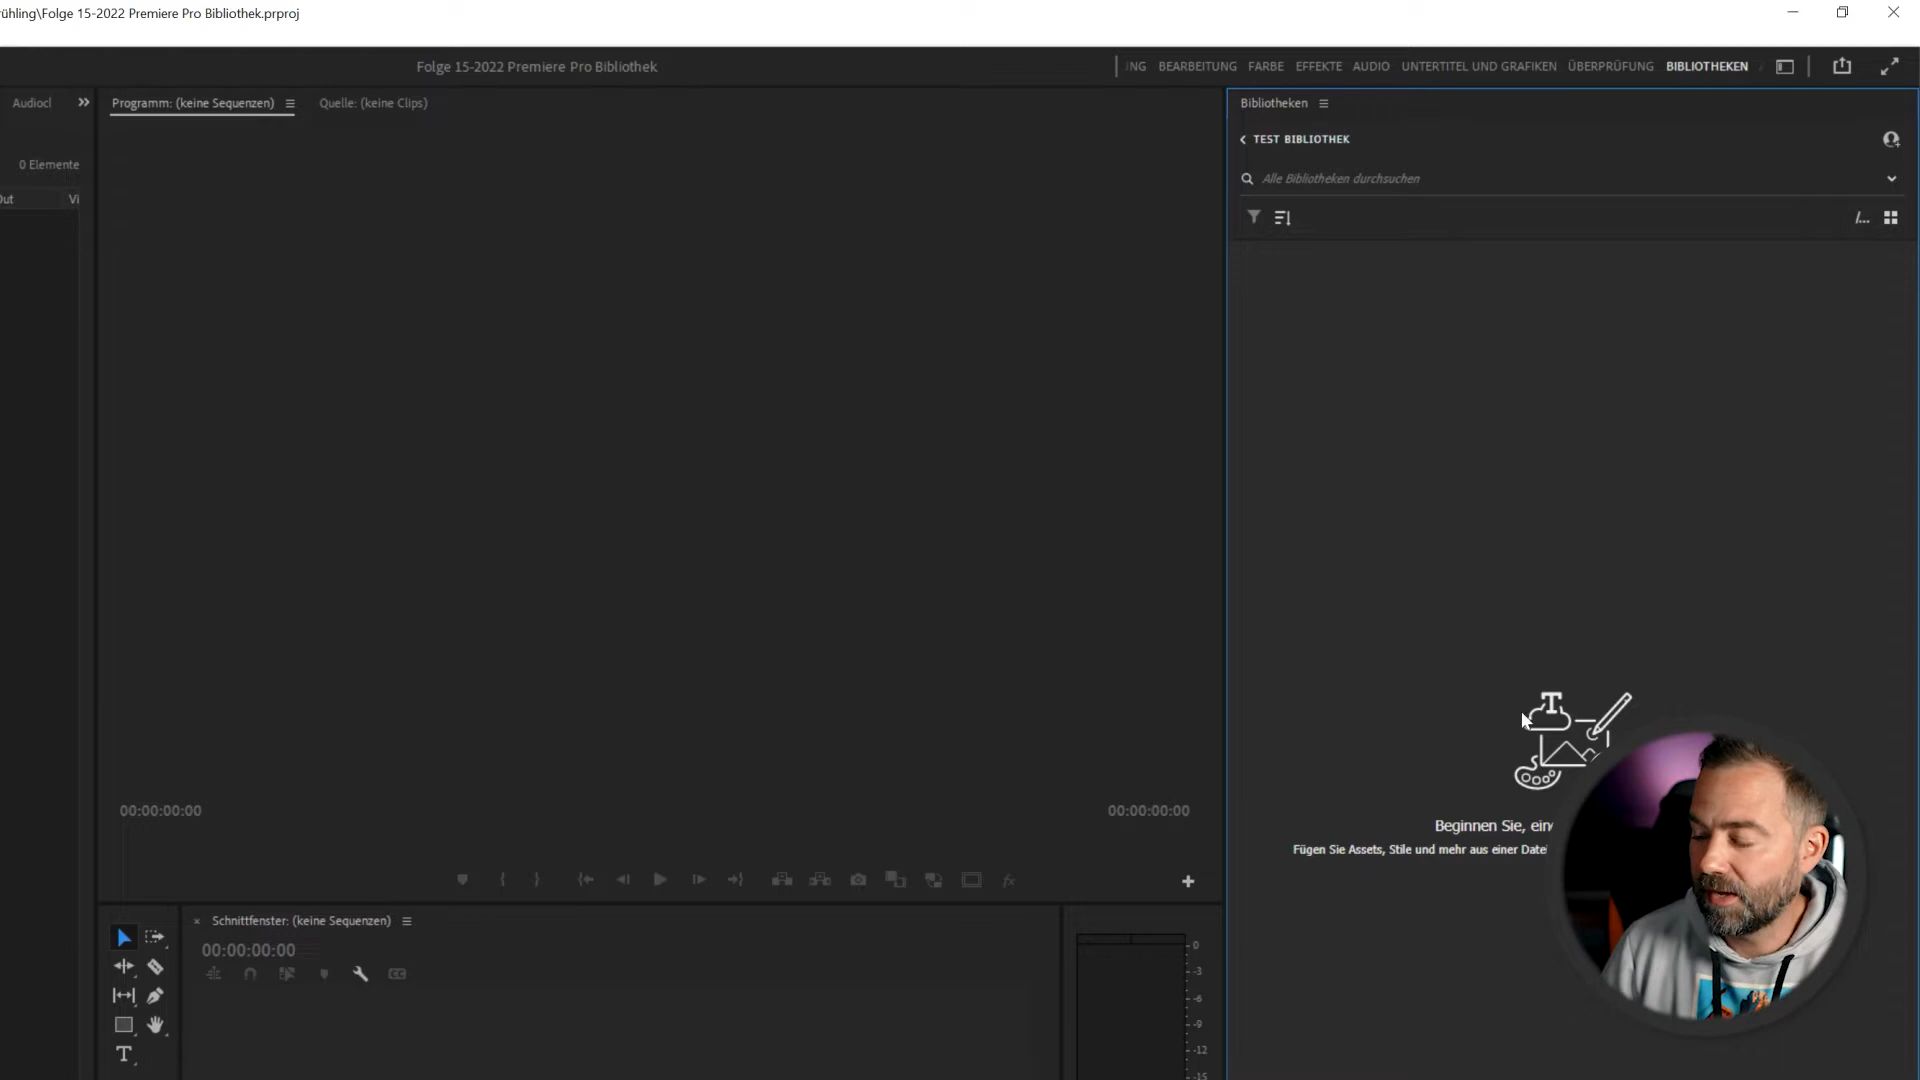 ühling\Folge 15-2022 Premiere Pro Bibliothek.prproj
Folge 15-2022 Premiere Pro Bibliothek
BEARBEITUNG FARBE EFFEKTE AUDIO UNTERTITEL UND GRAFIKEN ÜBERPRÜFUNG BIBLIOTHEKEN
Audiocl
Programm: (keine Sequenzen)
Quelle: (keine Clips)
Bibliotheken
TEST BIBLIOTHEK
0 Elemente
Alle Bibliotheken durchsuchen
Out Vi
/...
Beginnen Sie, ein
Fügen Sie Assets, Stile und mehr aus einer Datei
00:00:00:00
00:00:00:00
Schnittfenster: (keine Sequenzen)
00:00:00:00
0
-3
-6
-9
-12
-15